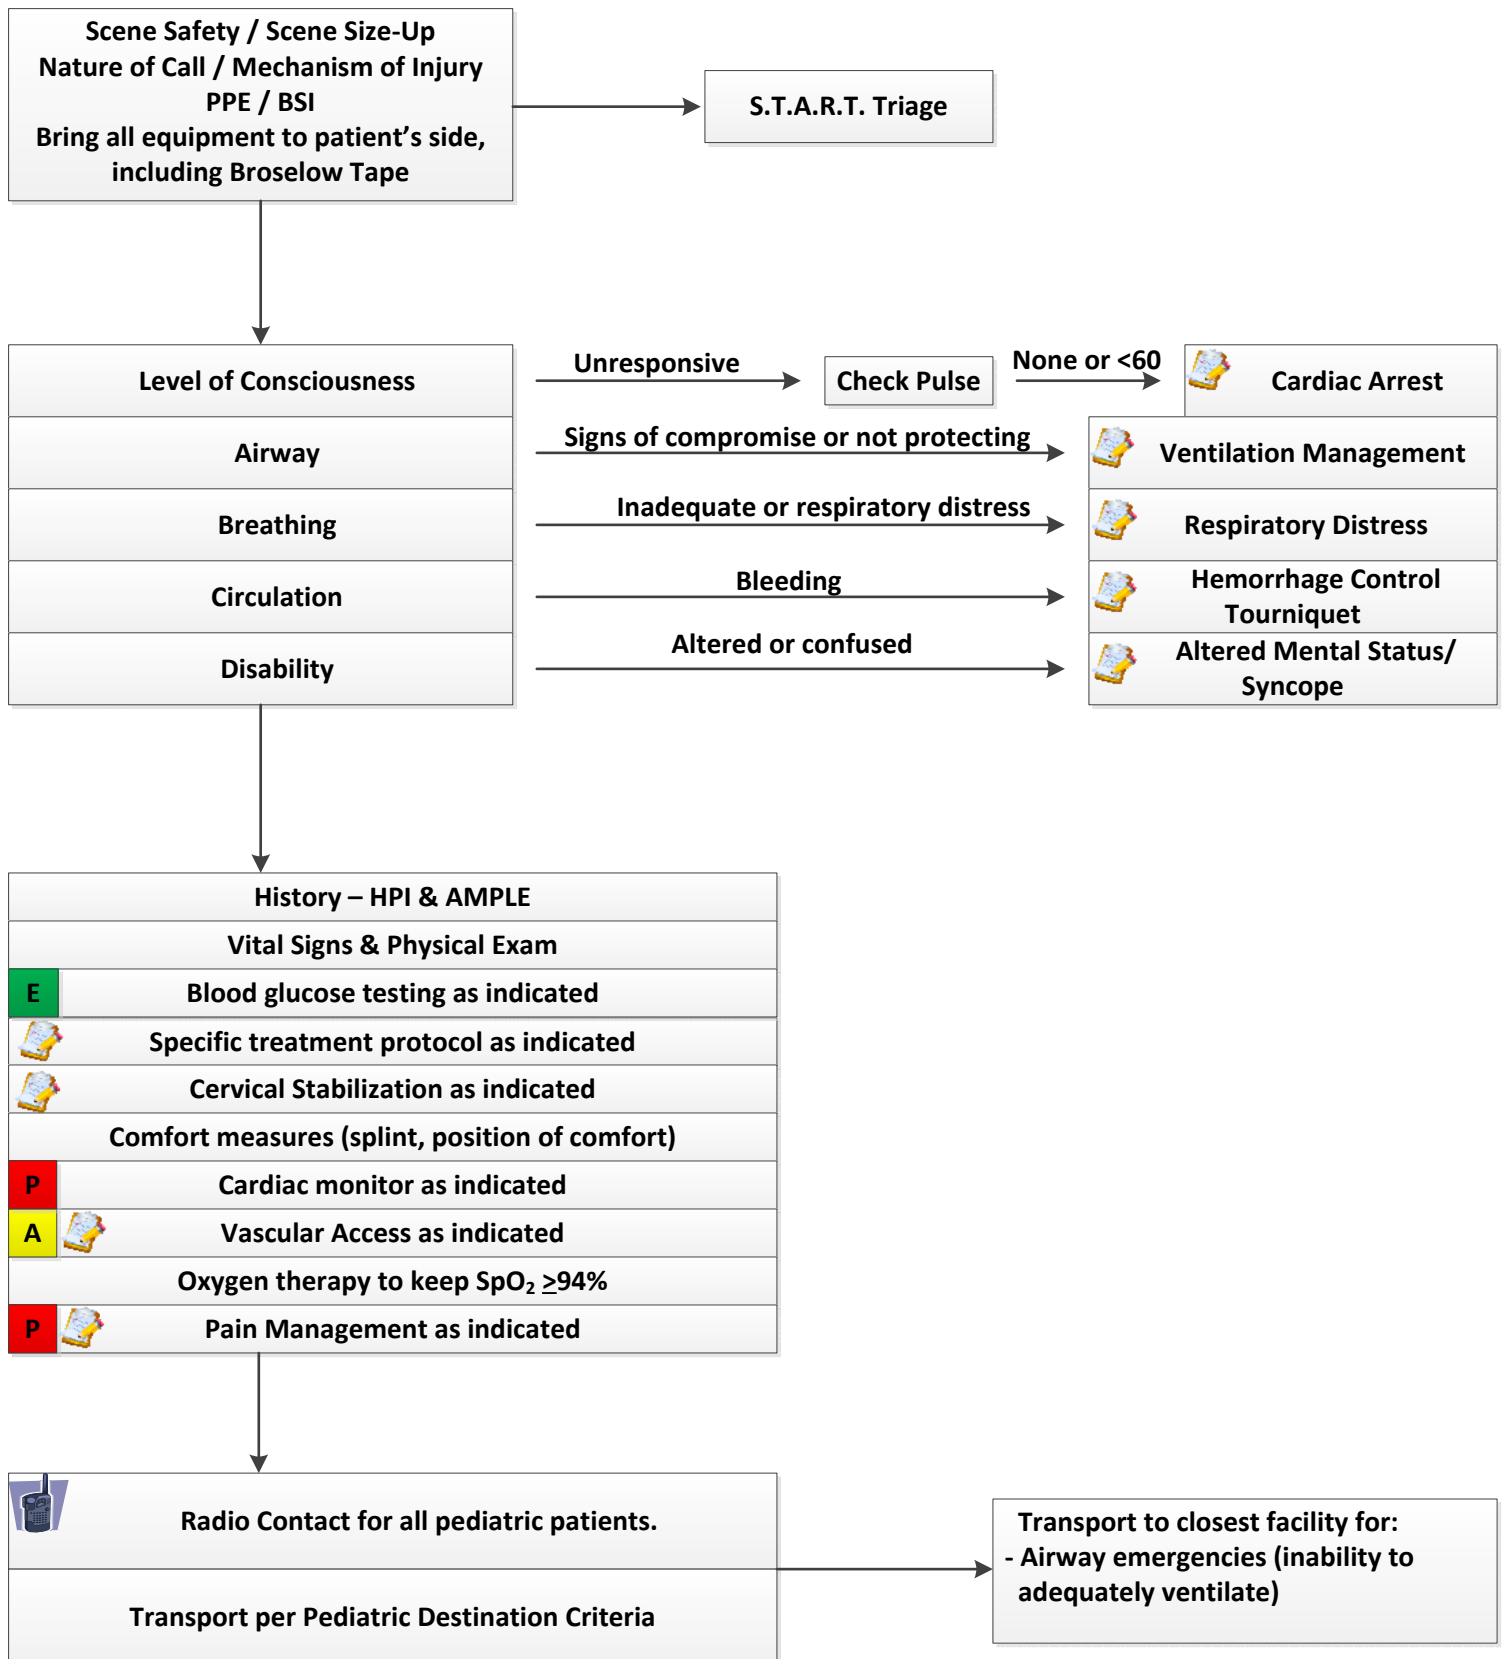 Scene Safety / Scene Size-Up
Nature of Call / Mechanism of Injury
PPE / BSI
Bring all equipment to patient's side,
including Broselow Tape
S.T.A.R.T. Triage
Level of Consciousness
Unresponsive
Check Pulse
None or <60
Cardiac Arrest
Airway
Signs of compromise or not protecting
Ventilation Management
Breathing
Inadequate or respiratory distress
Respiratory Distress
Circulation
Bleeding
Hemorrhage Control
Tourniquet
Disability
Altered or confused
Altered Mental Status/
Syncope
History – HPI & AMPLE
Vital Signs & Physical Exam
E Blood glucose testing as indicated
Specific treatment protocol as indicated
Cervical Stabilization as indicated
Comfort measures (splint, position of comfort)
P Cardiac monitor as indicated
A Vascular Access as indicated
Oxygen therapy to keep SpO₂ ≥94%
P Pain Management as indicated
Radio Contact for all pediatric patients.
Transport per Pediatric Destination Criteria
Transport to closest facility for:
- Airway emergencies (inability to
adequately ventilate)